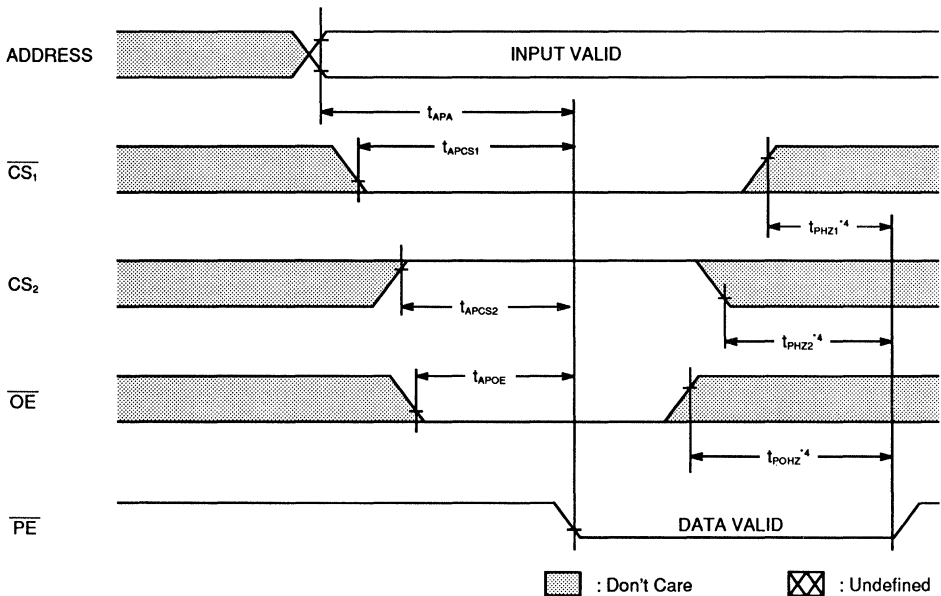 ADDRESS
INPUT VALID
tAPA
CS1
tAPCS1
tPHZ1*4
CS2
tAPCS2
tPHZ2*4
OE
tAPOE
tPOHZ*4
PE
DATA VALID
: Don't Care
: Undefined